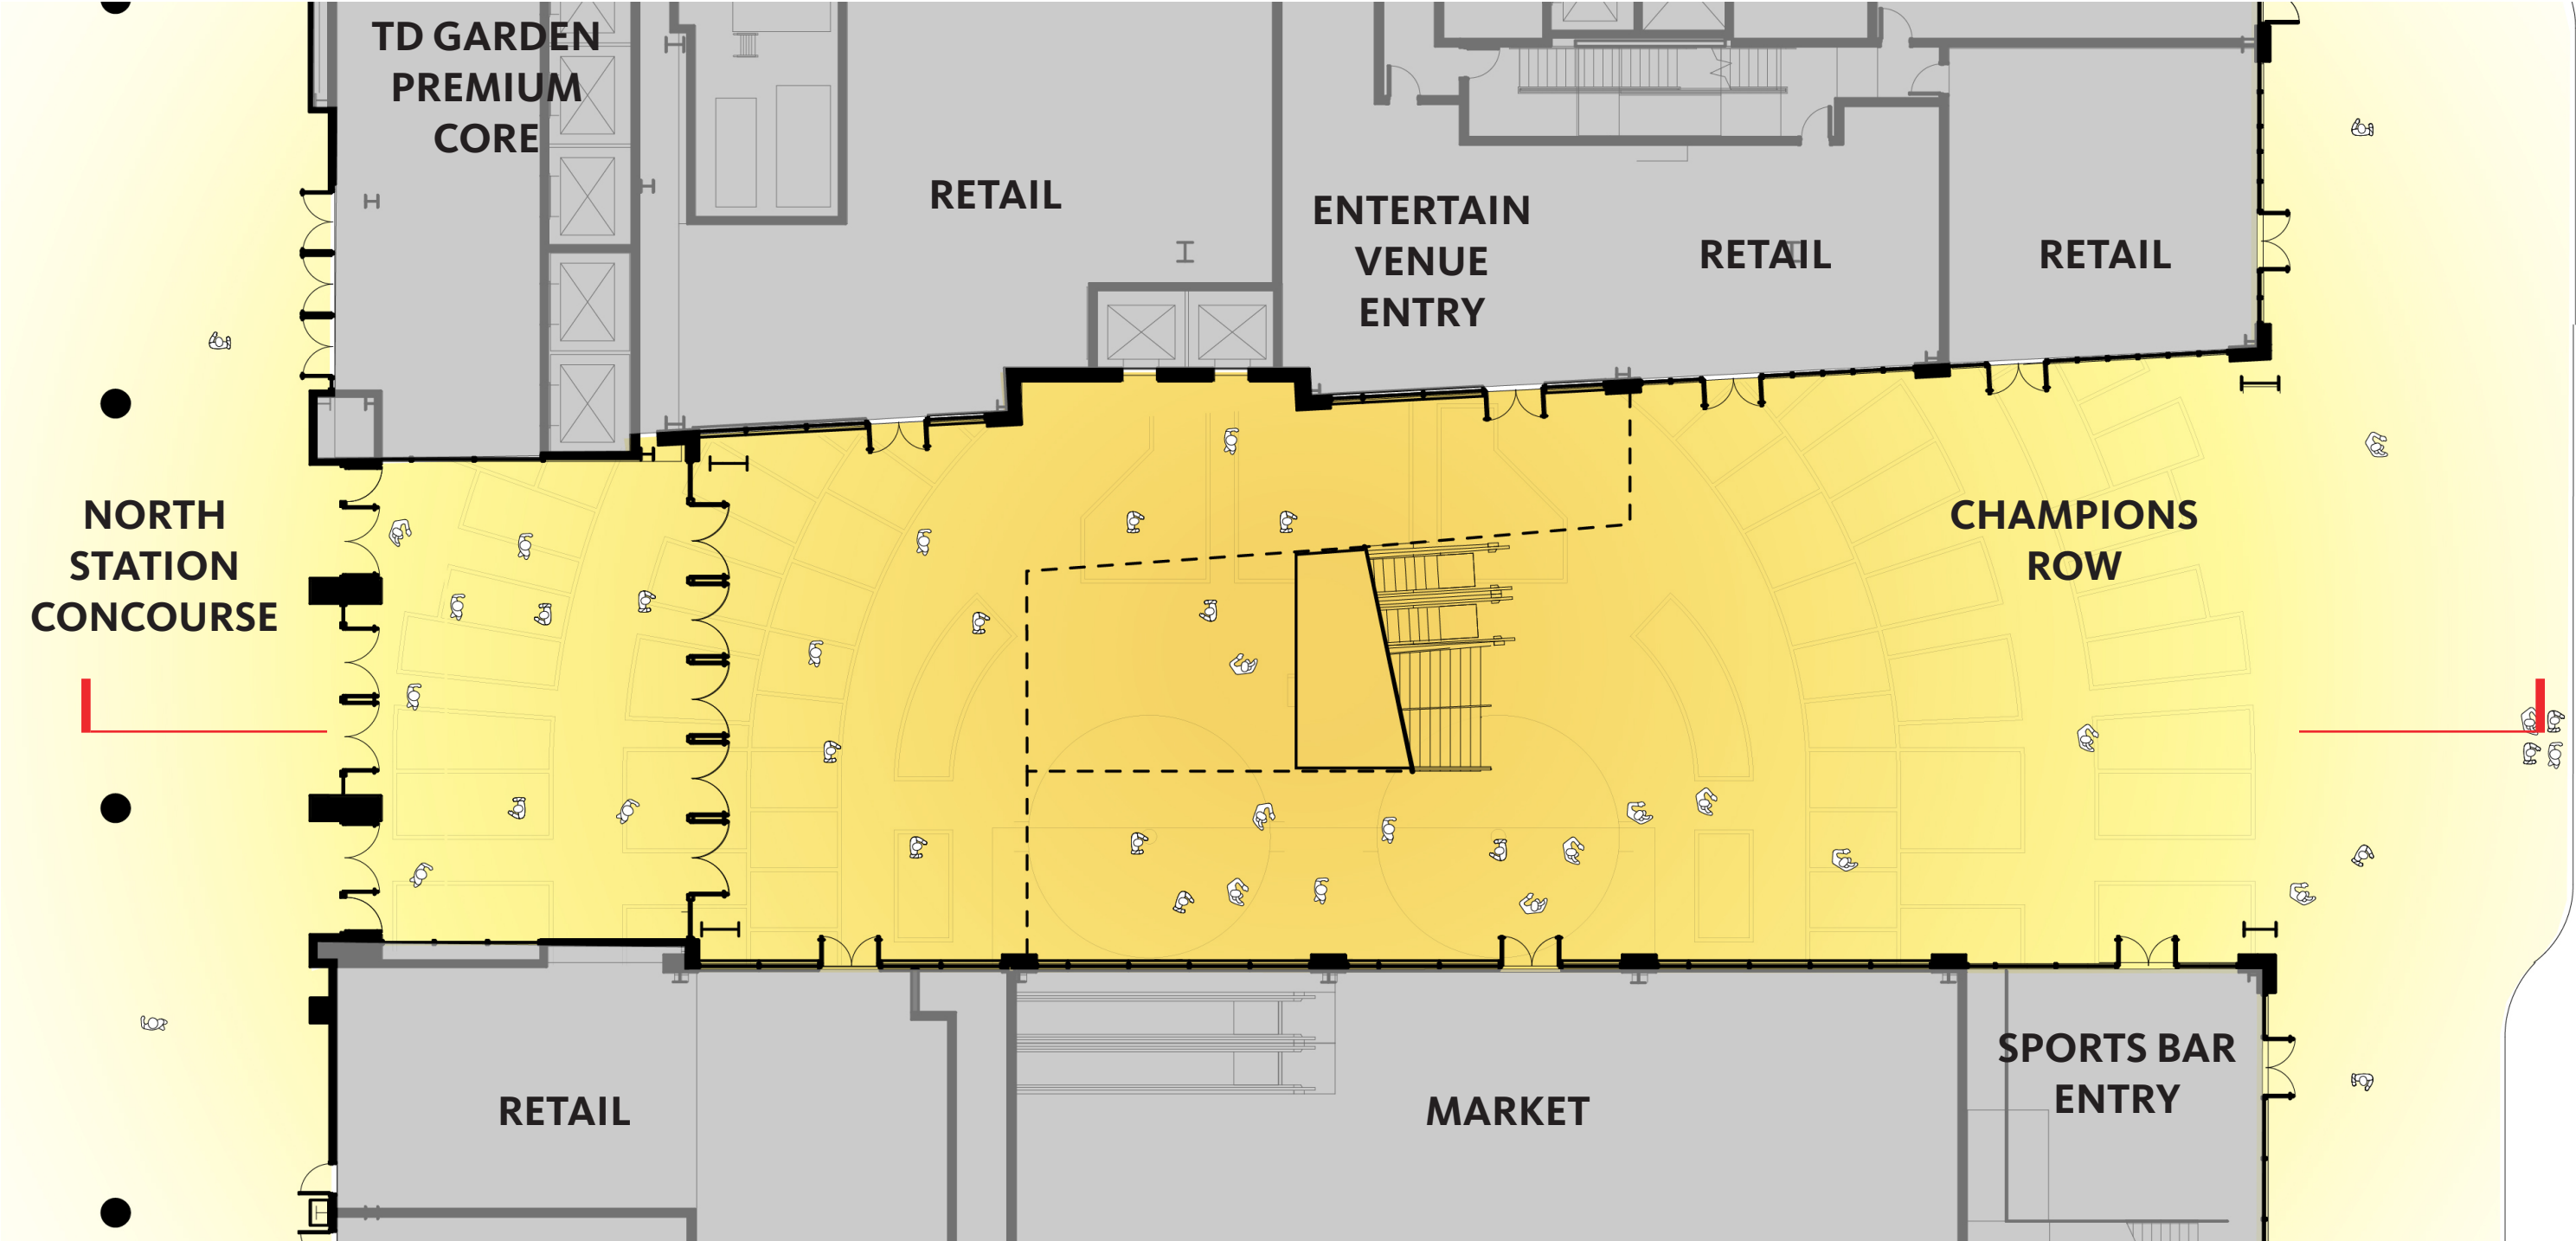 TD GARDEN
PREMIUM
CORE
RETAIL
ENTERTAIN
VENUE
ENTRY
RETAIL
RETAIL
NORTH
STATION
CONCOURSE
CHAMPIONS
ROW
RETAIL
MARKET
SPORTS BAR
ENTRY